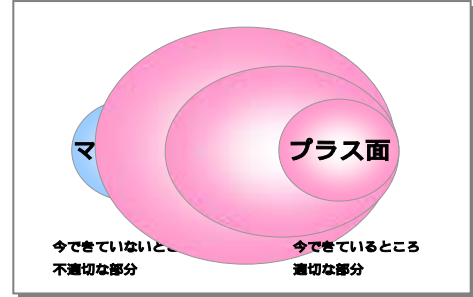 マ
プラス面
今できていないとこ
今できているところ
不適切な部分
適切な部分